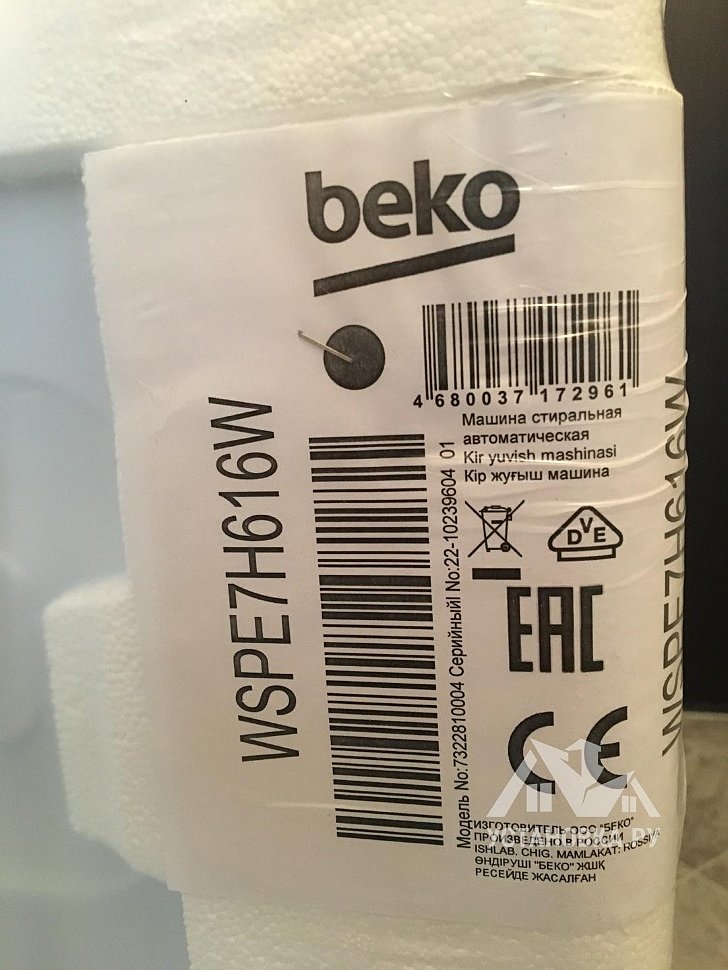 beko
4 680037 172961
Машина стиральная
автоматическая
Kir yuvish mashinasi
Кір жуғыш машина
WSPE7H616W
Модель No:7322810004 Серийныйl No:22-10239604 01
DVE
EAC
CE
WSPE7H616W
ИЗГОТОВИТЕЛЬ ООО "БЕКО"
ПРОИЗВЕДЕНО В РОССИИ
ISHLAB. CHIG. MAMLAKAT: ROSSIYA
ӨНДІРУШІ "БЕКО" ЖШҚ
РЕСЕЙДЕ ЖАСАЛҒАН